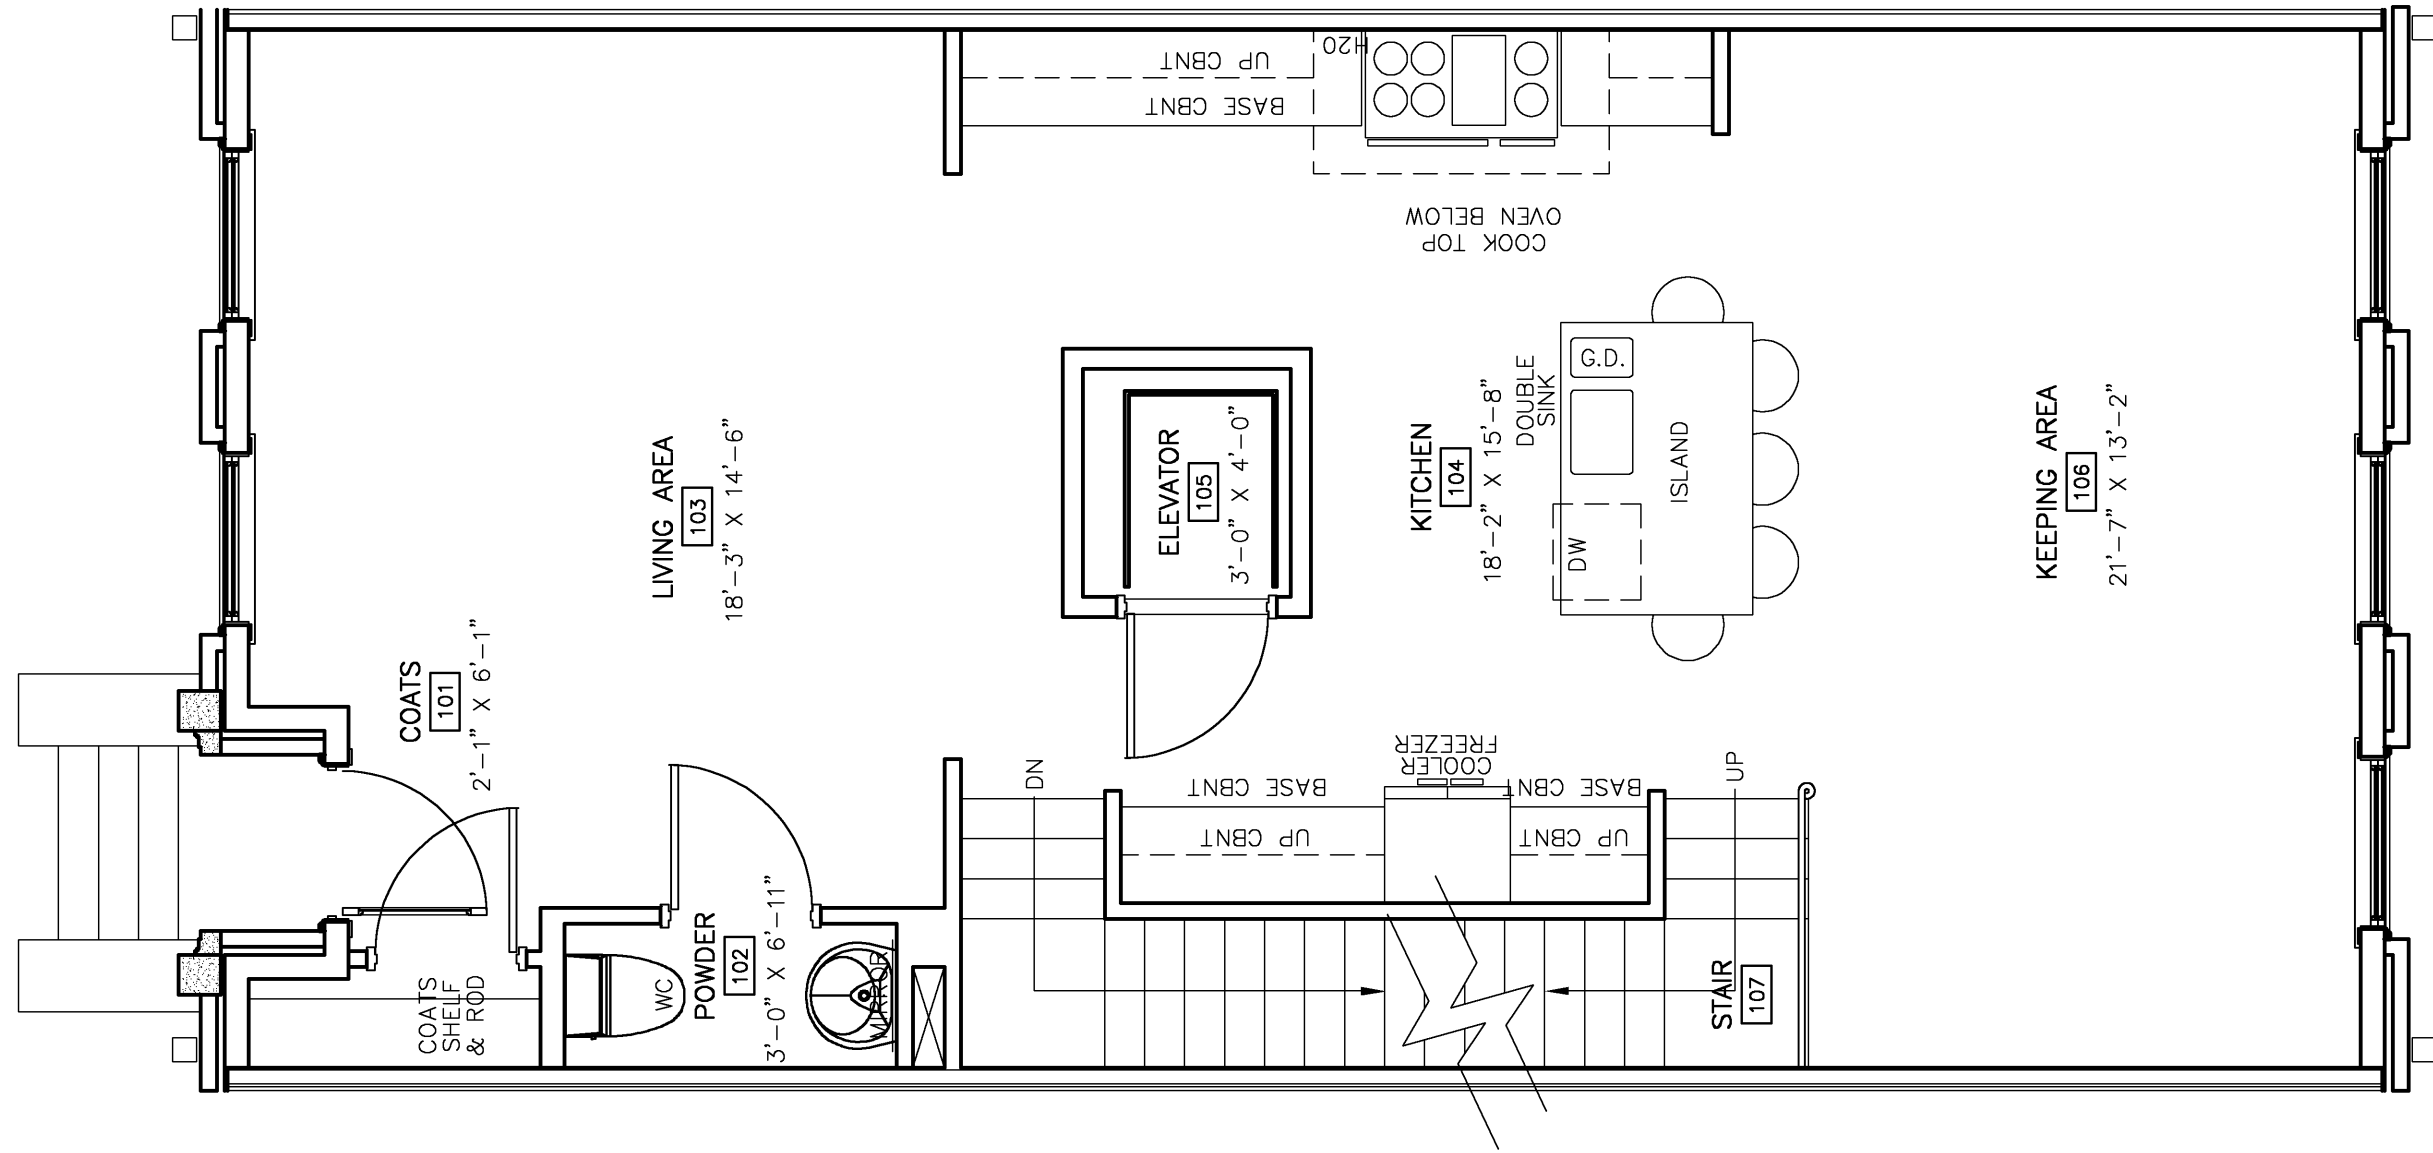 COATS
101
2'-1" X 6'-1"
COATS
SHELF
& ROD
LIVING AREA
103
18'-3" X 14'-6"
WC
POWDER
102
3'-0" X 6'-11"
MIRROR
UP CBNT
BASE CBNT
H20
COOK TOP
OVEN BELOW
ELEVATOR
105
3'-0" X 4'-0"
KITCHEN
104
18'-2" X 15'-8"
DOUBLE
SINK
G.D.
DW
ISLAND
DN
BASE CBNT
UP CBNT
COOLER
FREEZER
BASE CBNT
UP CBNT
UP
STAIR
107
KEEPING AREA
106
21'-7" X 13'-2"